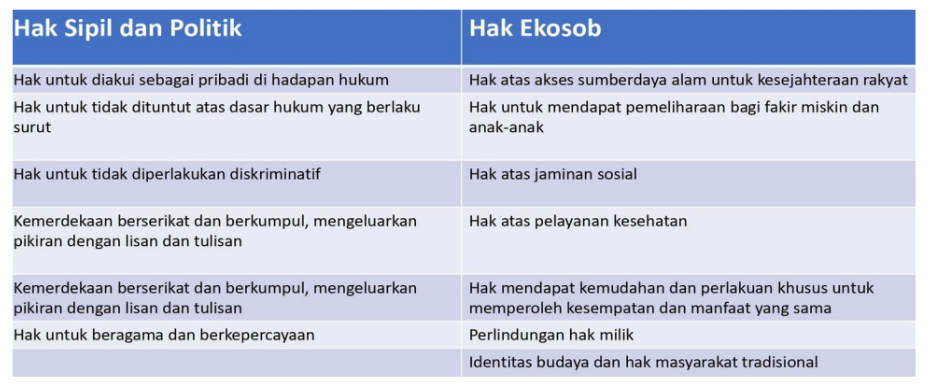 Hak Sipil dan Politik
Hak Ekosob
Hak untuk diakui sebagai pribadi di hadapan hukum
Hak atas akses sumberdaya alam untuk kesejahteraan rakyat
Hak untuk tidak dituntut atas dasar hukum yang berlaku
surut
Hak untuk mendapat pemeliharaan bagi fakir miskin dan
anak-anak
Hak untuk tidak diperlakukan diskriminatif
Hak atas jaminan sosial
Kemerdekaan berserikat dan berkumpul, mengeluarkan
pikiran dengan lisan dan tulisan
Hak atas pelayanan kesehatan
Kemerdekaan berserikat dan berkumpul, mengeluarkan
pikiran dengan lisan dan tulisan
Hak mendapat kemudahan dan perlakuan khusus untuk
memperoleh kesempatan dan manfaat yang sama
Hak untuk beragama dan berkepercayaan
Perlindungan hak milik
Identitas budaya dan hak masyarakat tradisional